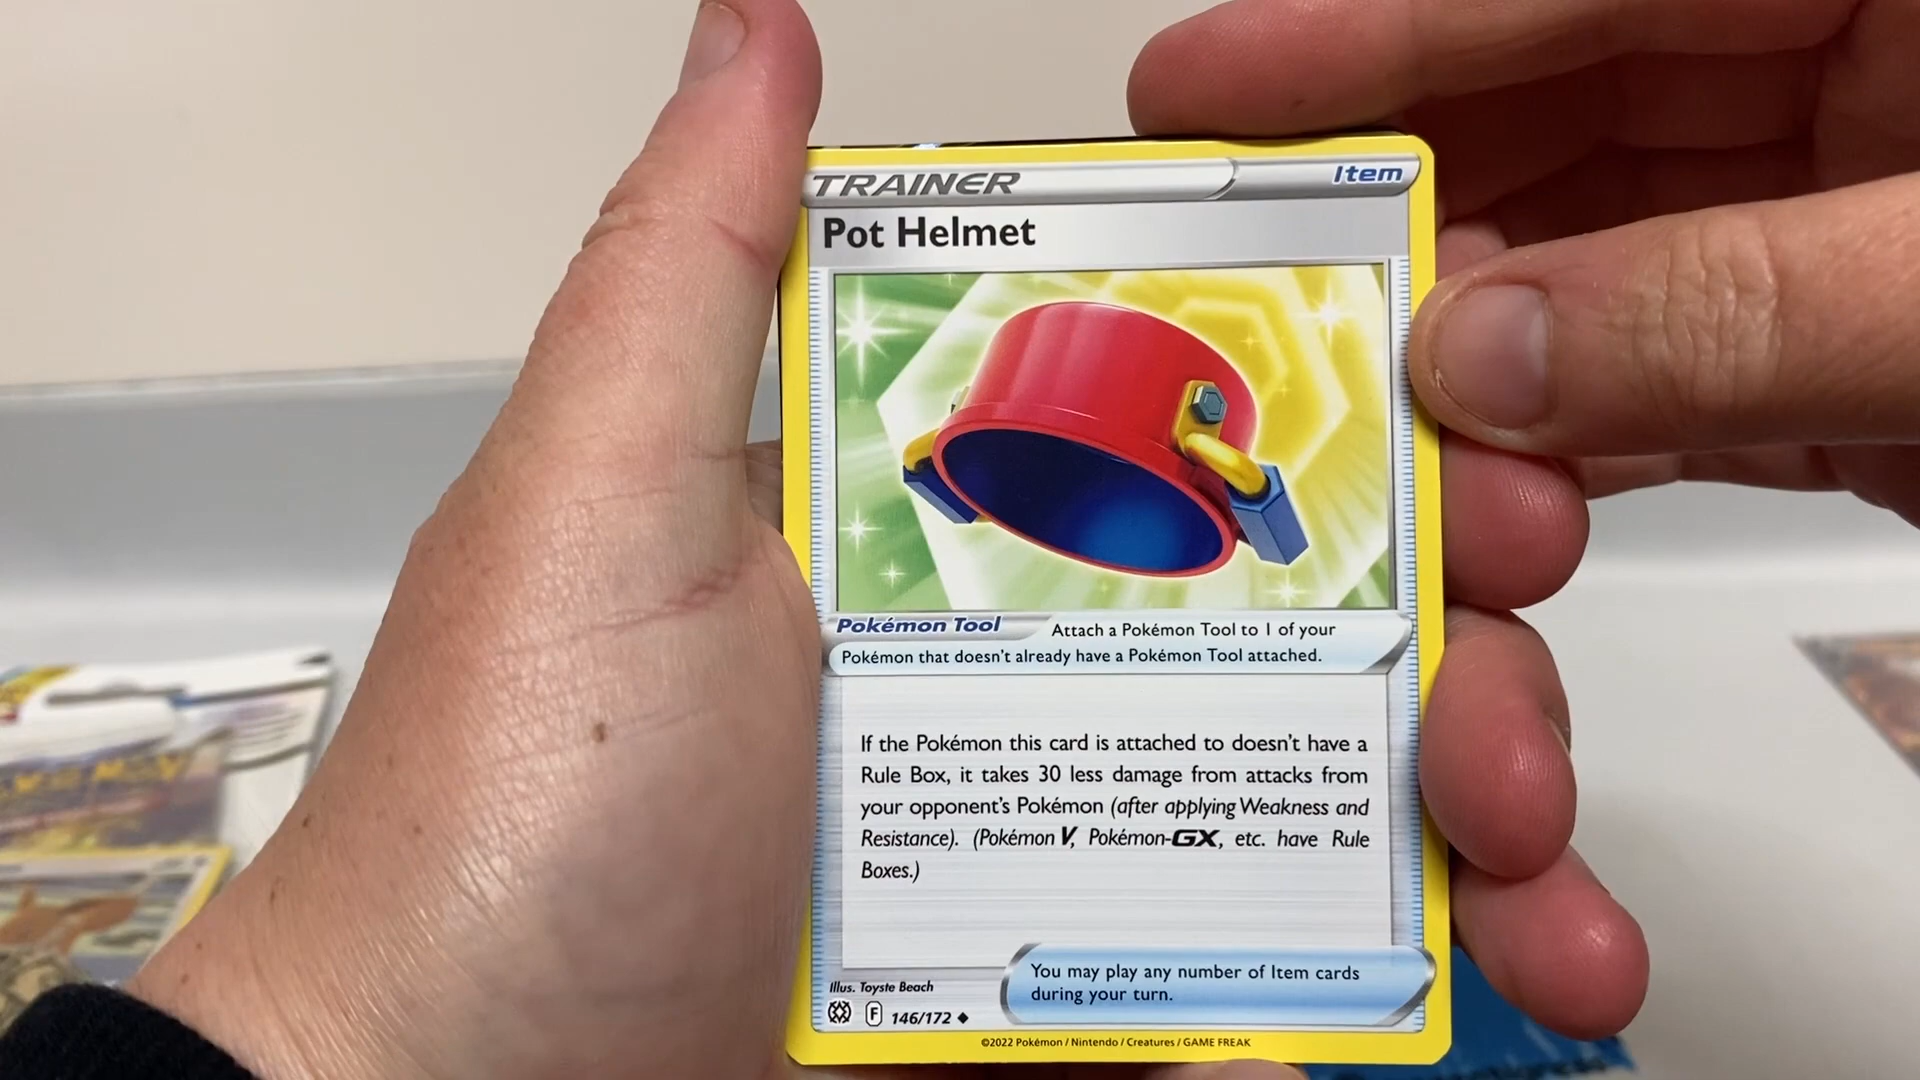 TRAINER
Item
Pot Helmet
Pokémon Tool
Attach a Pokémon Tool to 1 of your
Pokémon that doesn't already have a Pokémon Tool attached.
If the Pokémon this card is attached to doesn't have a
Rule Box, it takes 30 less damage from attacks from
your opponent's Pokémon (after applying Weakness and
Resistance). (Pokémon V, Pokémon-GX, etc. have Rule
Boxes.)
You may play any number of Item cards
during your turn.
Illus. Toyste Beach
F 146/172 ◆
©2022 Pokémon / Nintendo / Creatures / GAME FREAK